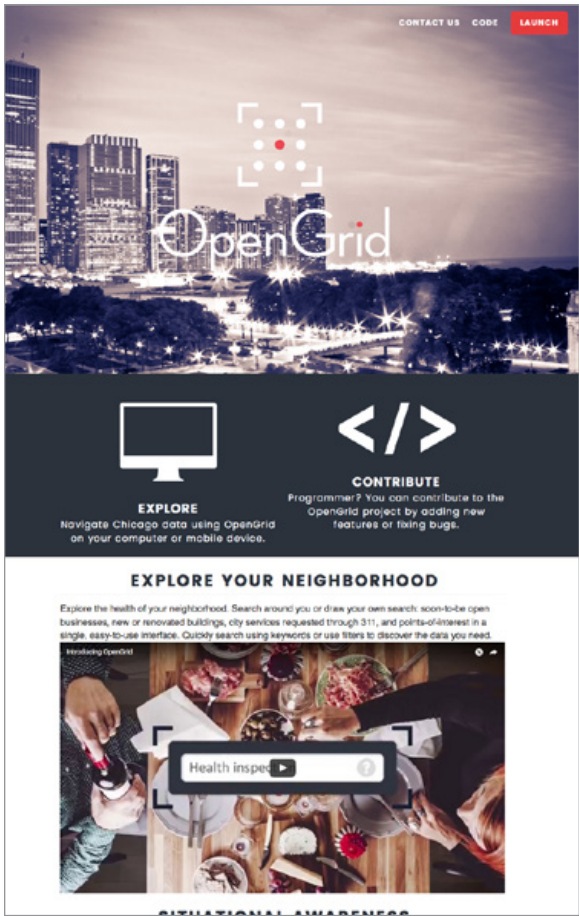 CONTACT US CODE LAUNCH
OpenGrid
EXPLORE
Navigate Chicago data using OpenGrid
on your computer or mobile device.
</>
CONTRIBUTE
Programmer? You can contribute to the
OpenGrid project by adding new
features or fixing bugs.
EXPLORE YOUR NEIGHBORHOOD
Explore the health of your neighborhood. Search around you or draw your own search: soon-to-be open
businesses, new or renovated buildings, city services requested through 311, and points-of-interest in a
single, easy-to-use interface. Quickly search using keywords or use filters to discover the data you need.
Introducing OpenGrid
Health inspec
?
SITUATIONAL AWARENESS